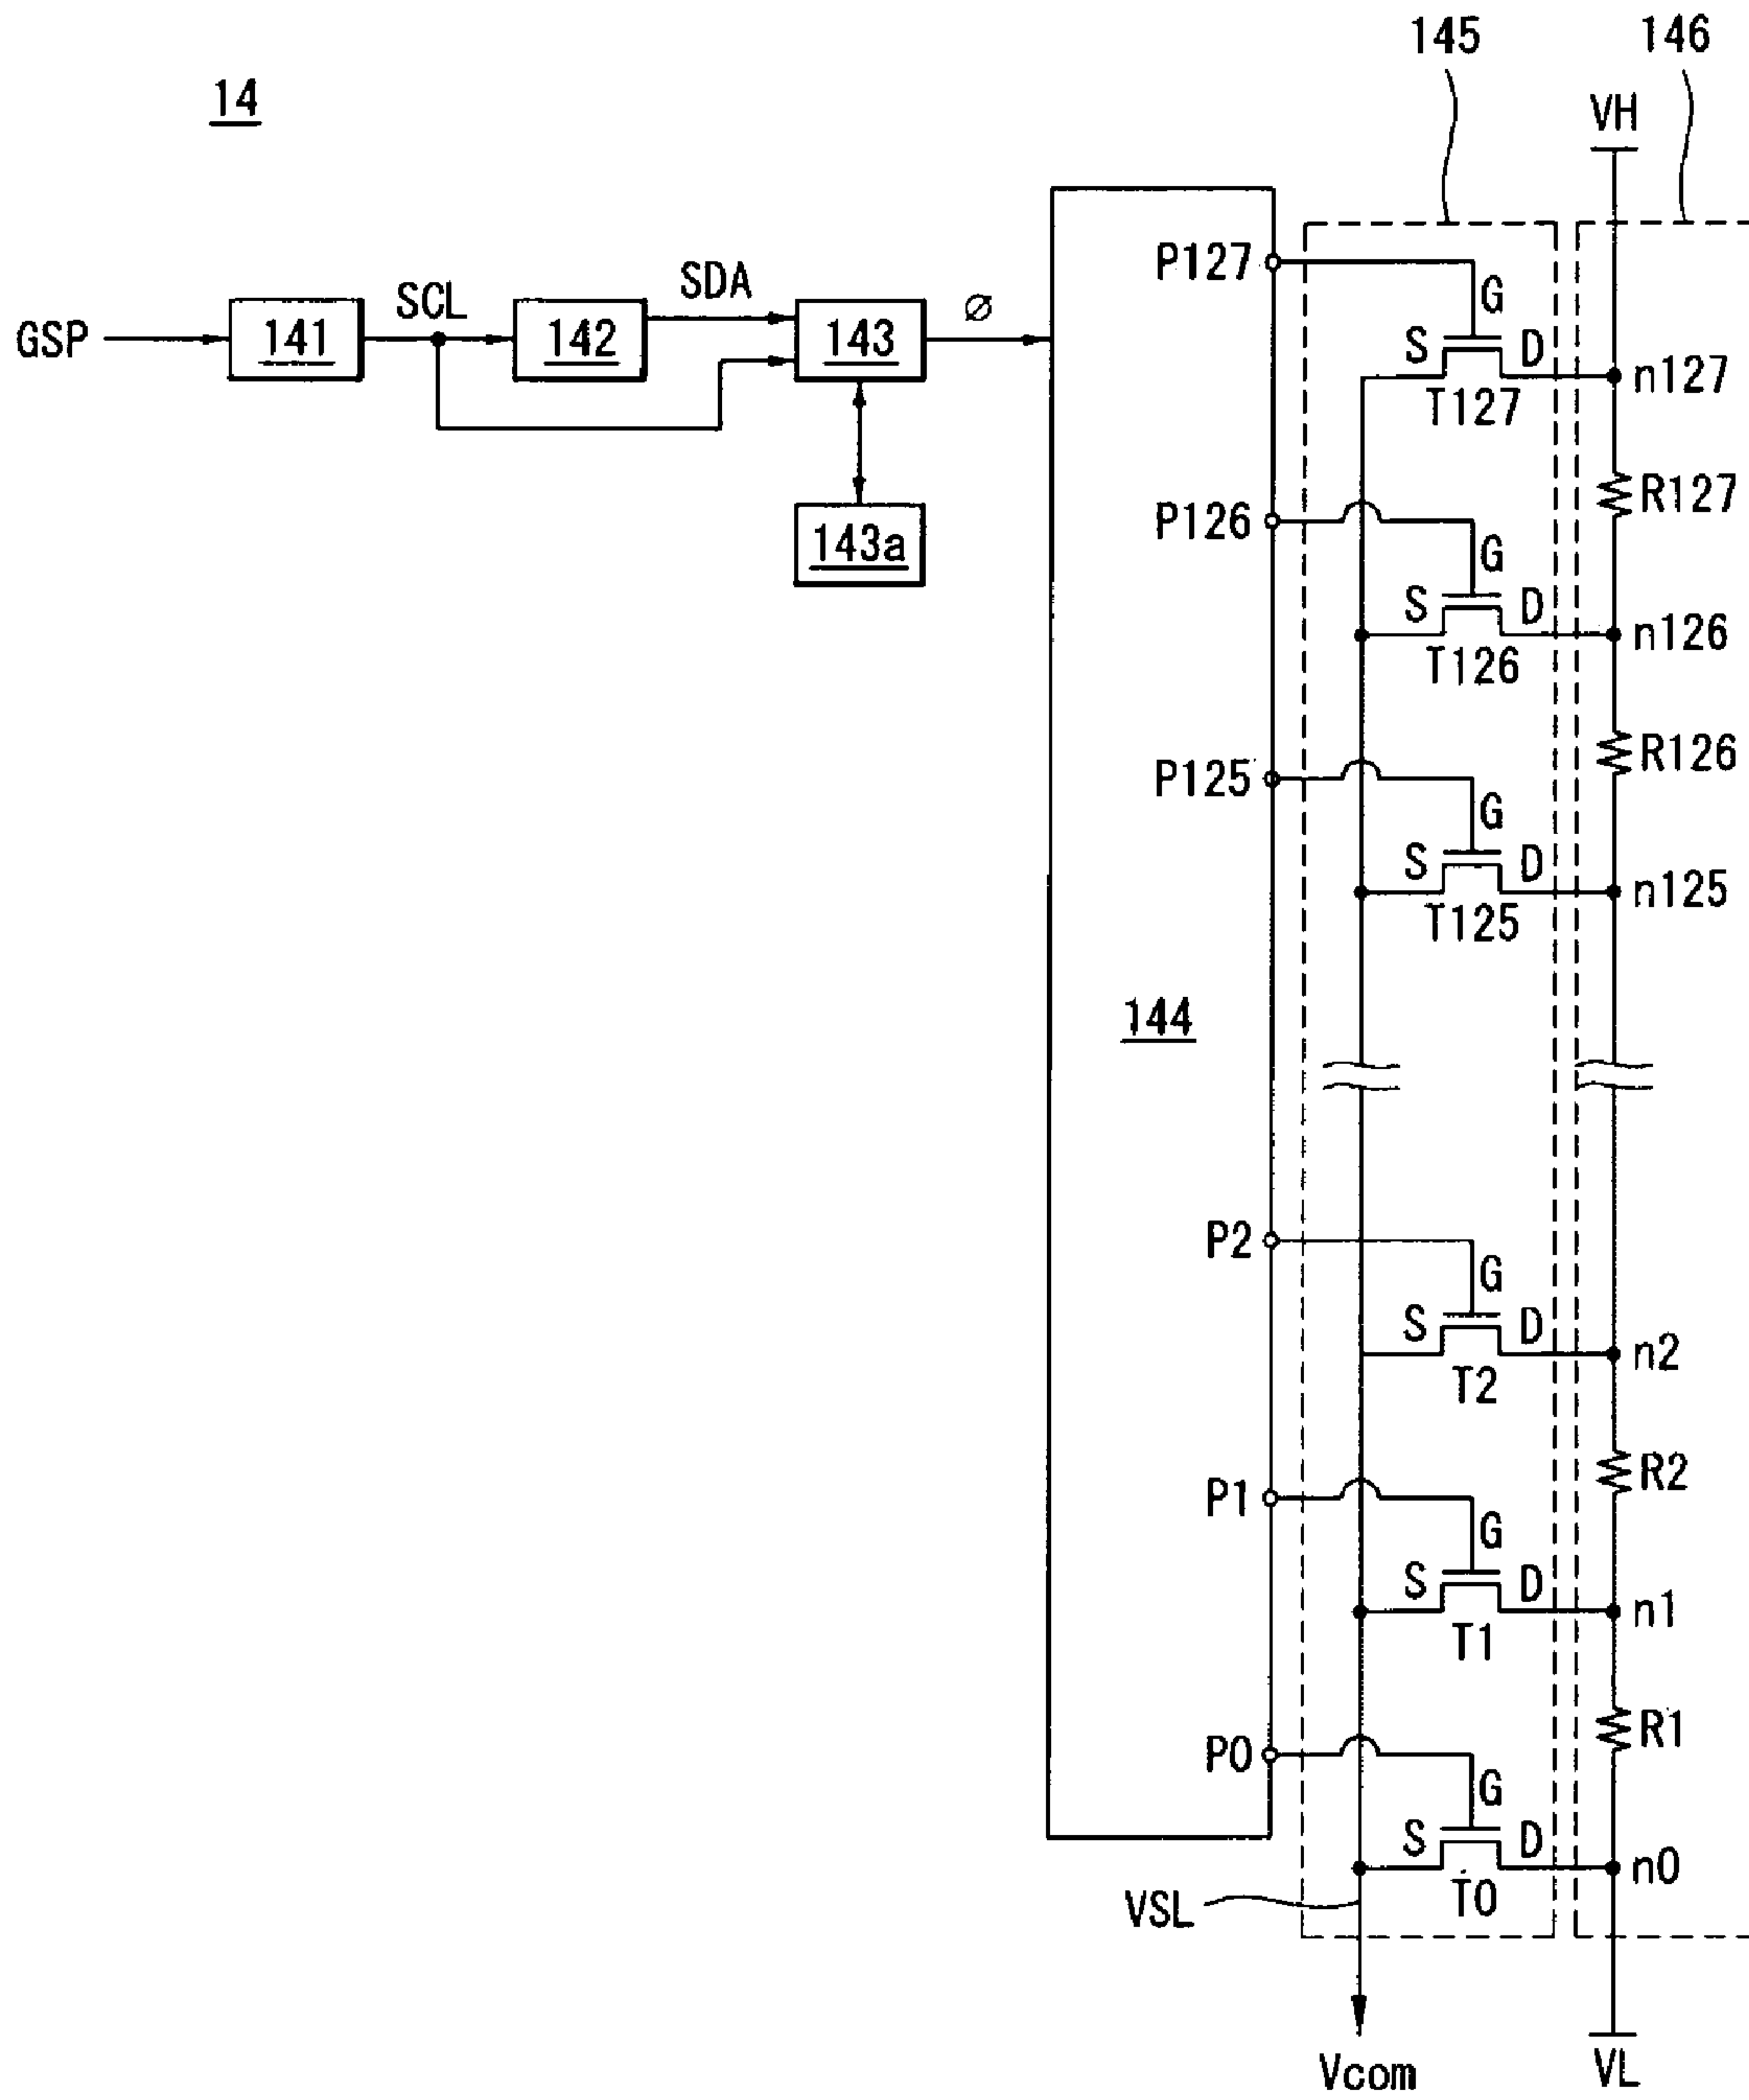 145
146
14
VH
P127
SCL
SDA
Ø
G
GSP
141
142
143
S
D
n127
T127
R127
P126
143a
G
S
D
n126
T126
R126
P125
G
S
D
n125
T125
144
P2
G
S
D
n2
T2
R2
P1
G
S
D
n1
T1
R1
P0
G
S
D
n0
T0
VSL
Vcom
VL